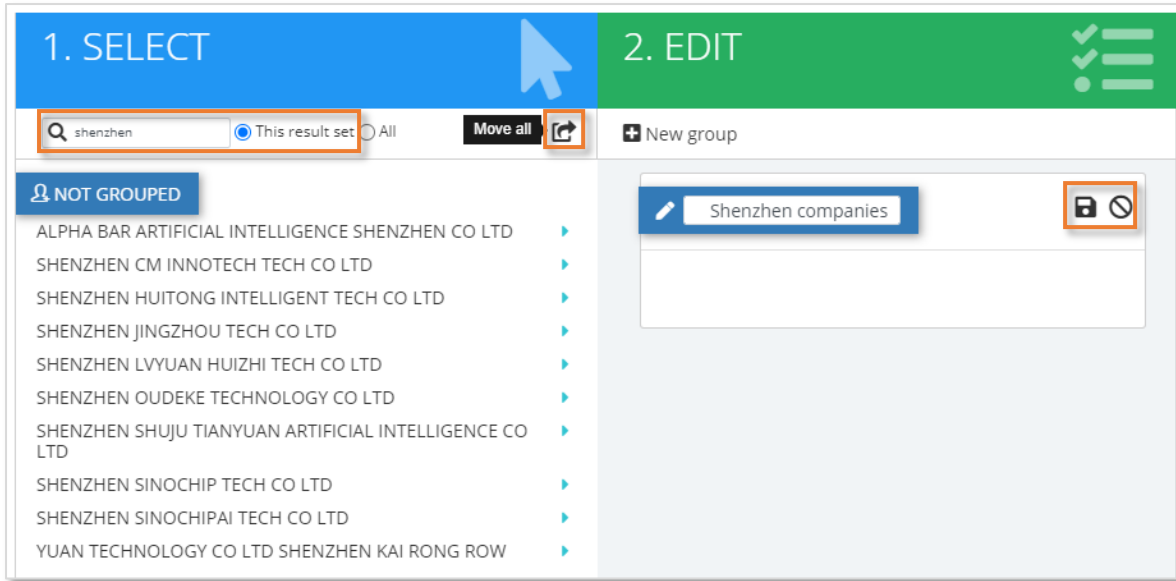 1. SELECT
2. EDIT
shenzhen
This result set
All
Move all
New group
NOT GROUPED
Shenzhen companies
ALPHA BAR ARTIFICIAL INTELLIGENCE SHENZHEN CO LTD
SHENZHEN CM INNOTECH TECH CO LTD
SHENZHEN HUITONG INTELLIGENT TECH CO LTD
SHENZHEN JINGZHOU TECH CO LTD
SHENZHEN LVYUAN HUIZHI TECH CO LTD
SHENZHEN OUDEKE TECHNOLOGY CO LTD
SHENZHEN SHUJU TIANYUAN ARTIFICIAL INTELLIGENCE CO
LTD
SHENZHEN SINOCHIP TECH CO LTD
SHENZHEN SINOCHIPAI TECH CO LTD
YUAN TECHNOLOGY CO LTD SHENZHEN KAI RONG ROW